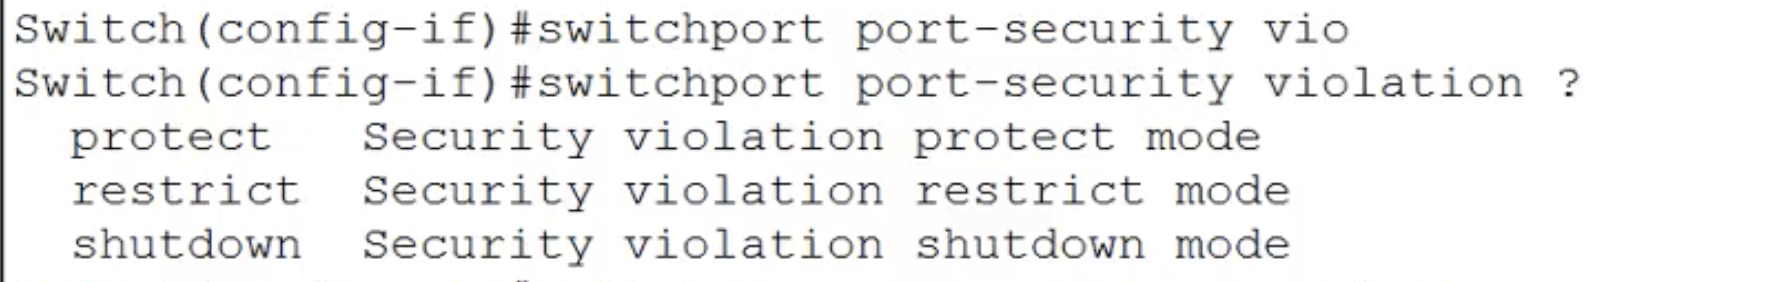 Switch(config-if)#switchport port-security vio
Switch(config-if)#switchport port-security violation ?
protect Security violation protect mode
restrict Security violation restrict mode
shutdown Security violation shutdown mode